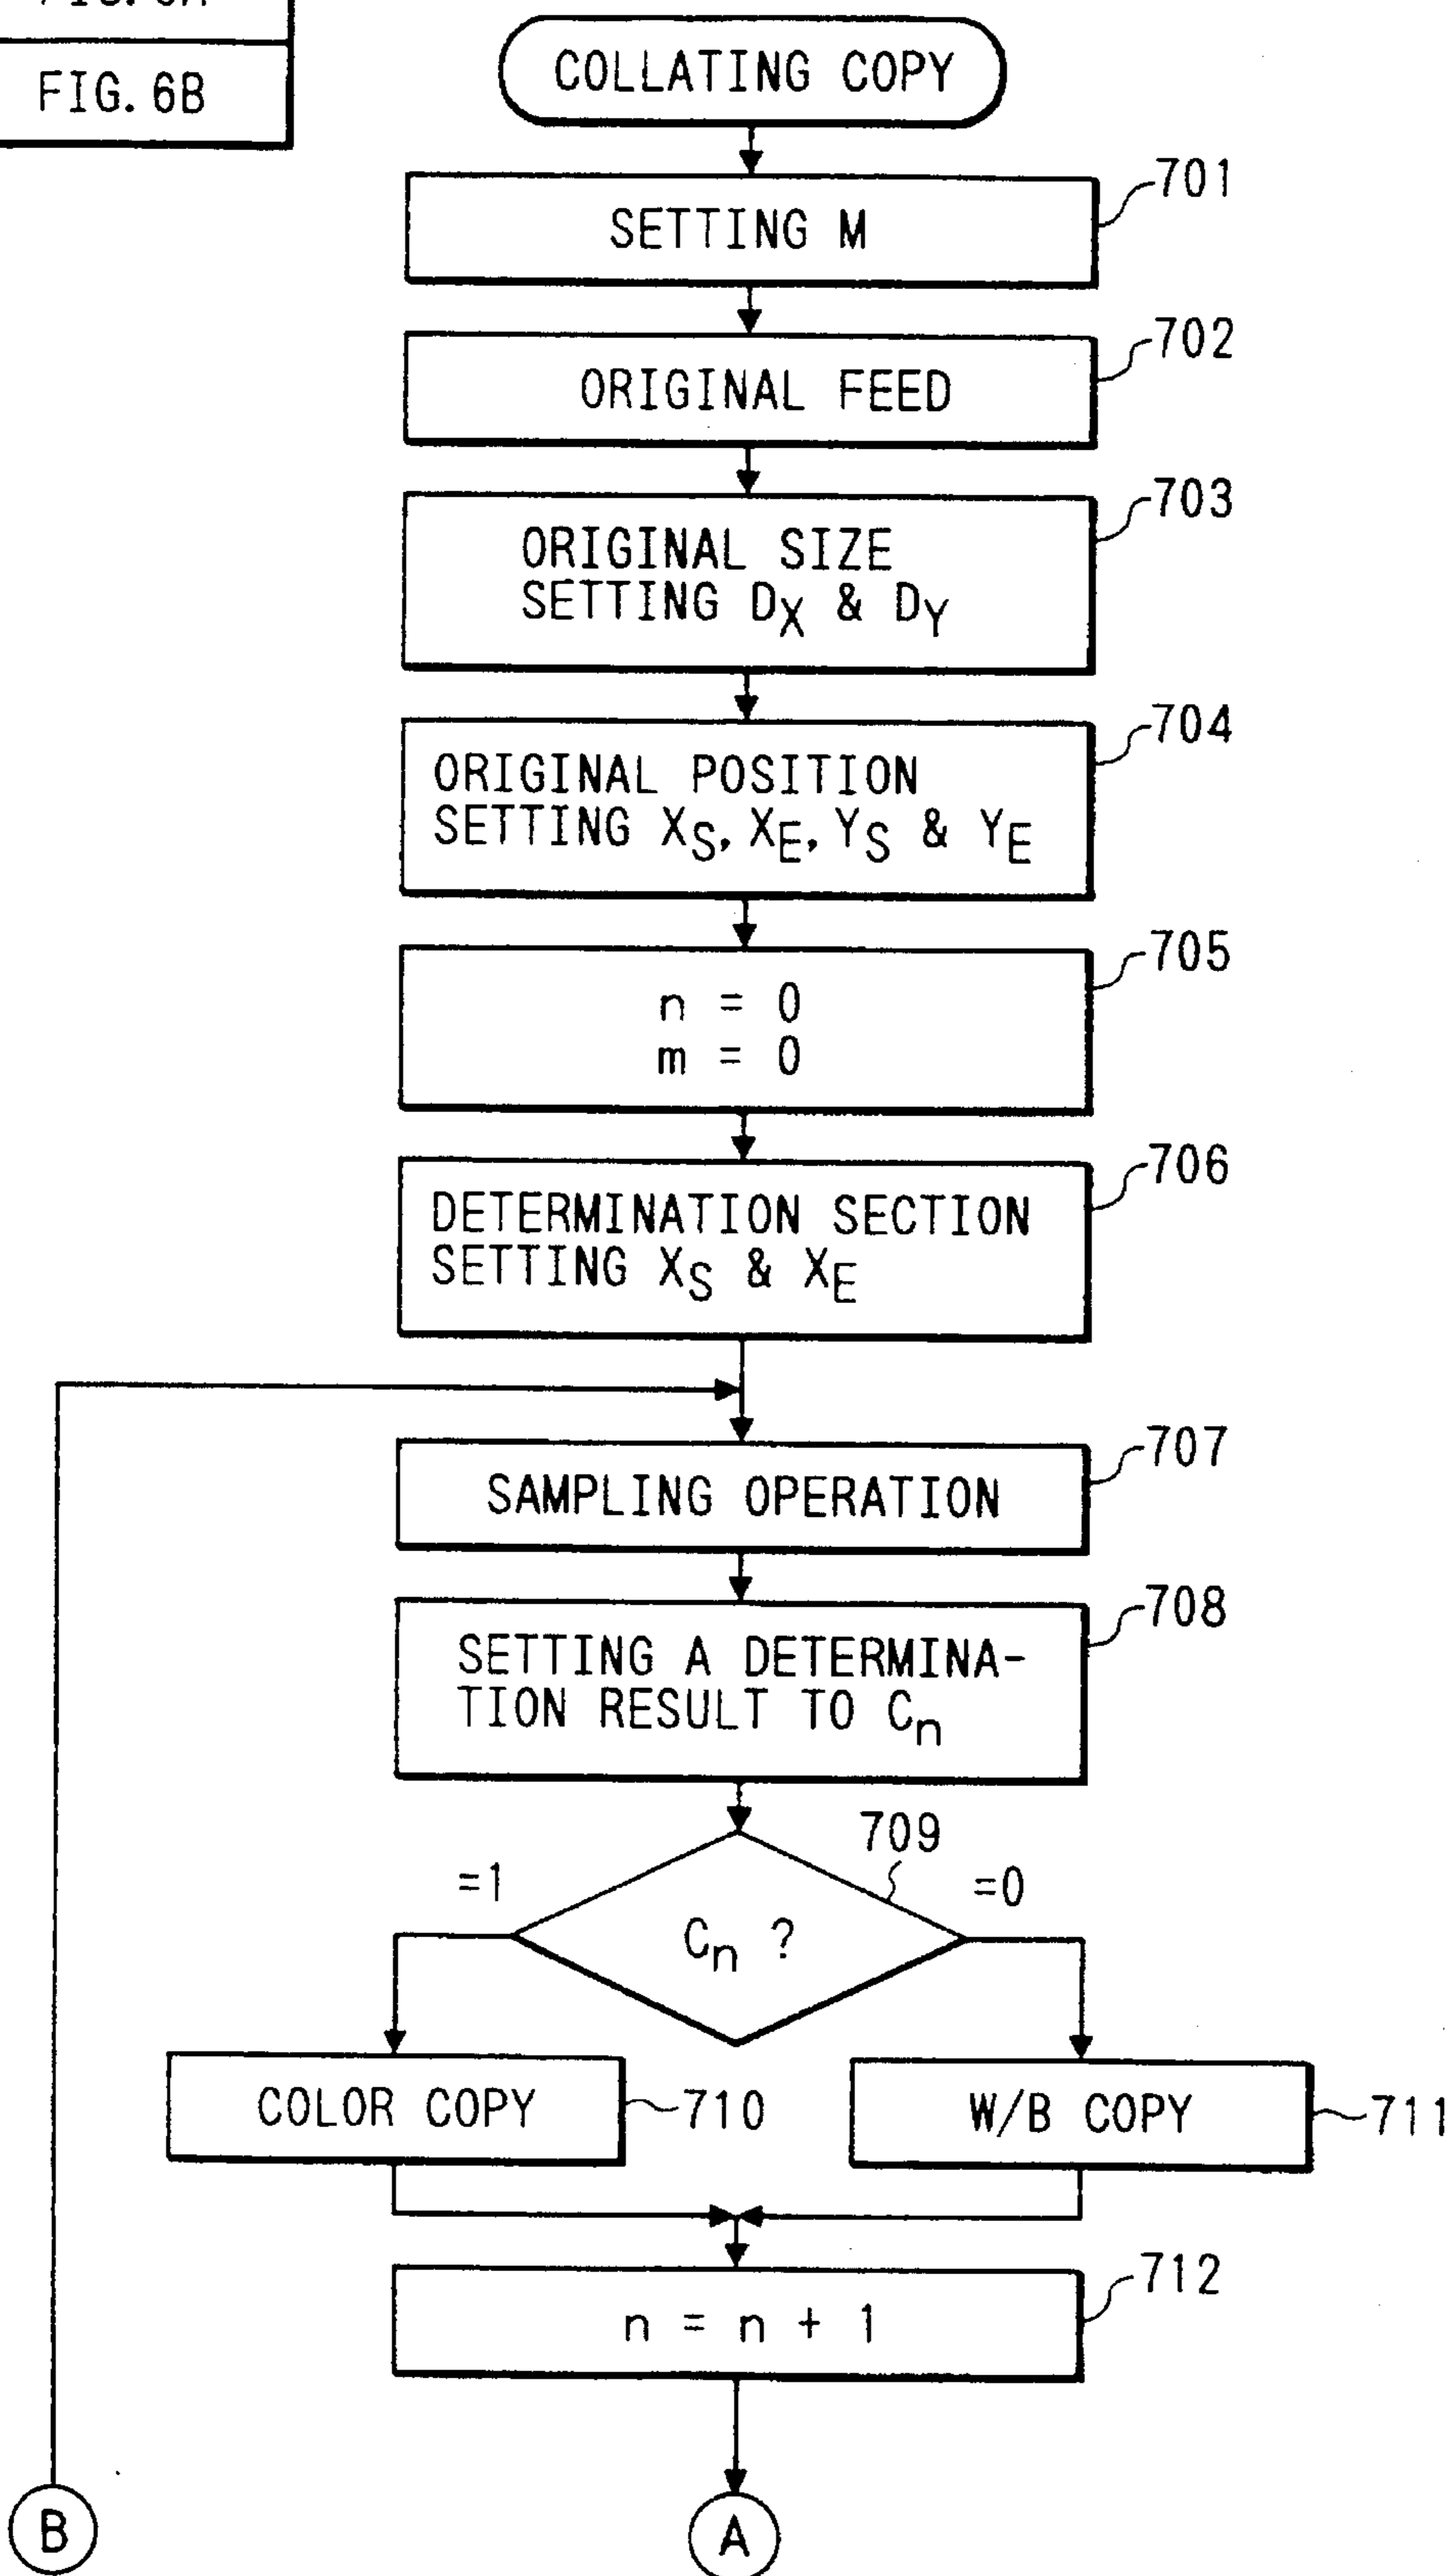 FIG. 6B
COLLATING COPY
701
SETTING M
702
ORIGINAL FEED
703
ORIGINAL SIZE
SETTING DX & DY
704
ORIGINAL POSITION
SETTING XS, XE, YS & YE
705
n = 0
m = 0
706
DETERMINATION SECTION
SETTING XS & XE
707
SAMPLING OPERATION
708
SETTING A DETERMINA-
TION RESULT TO Cn
709
=1
=0
Cn ?
COLOR COPY
710
W/B COPY
711
712
n = n + 1
B
A